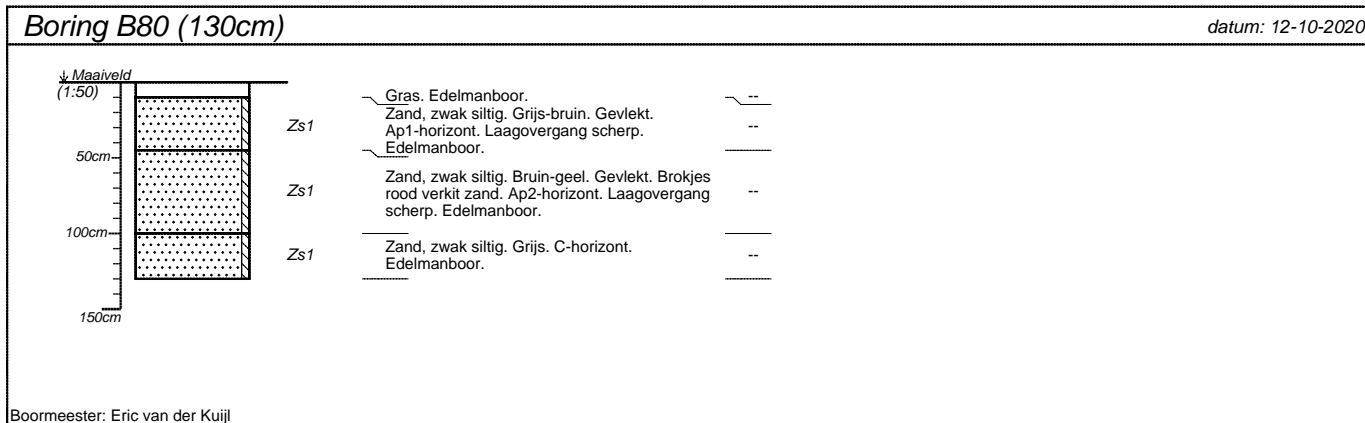 Boring B80 (130cm)
datum: 12-10-2020
Maaiveld
(1:50)
Gras. Edelmanboor.
--
Zs1
Zand, zwak siltig. Grijs-bruin. Gevlekt.
Ap1-horizont. Laagovergang scherp.
Edelmanboor.
--
50cm
Zs1
Zand, zwak siltig. Bruin-geel. Gevlekt. Brokjes
rood verkit zand. Ap2-horizont. Laagovergang
scherp. Edelmanboor.
--
100cm
Zs1
Zand, zwak siltig. Grijs. C-horizont.
Edelmanboor.
--
150cm
Boormeester: Eric van der Kuijl